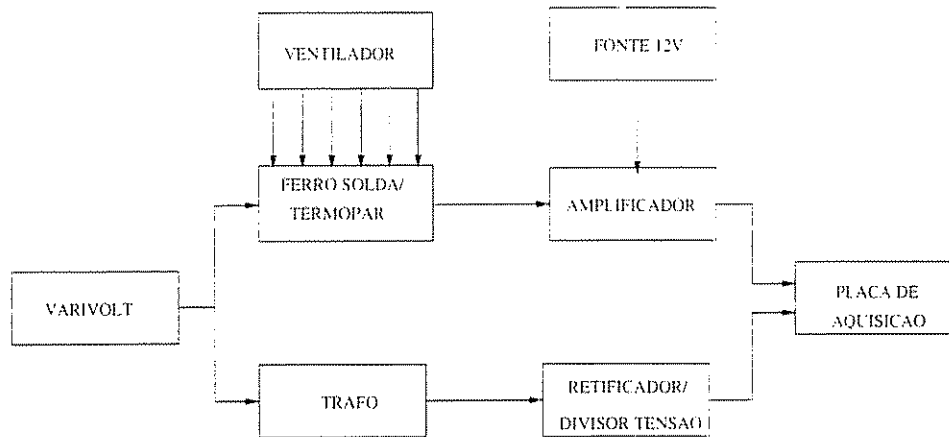 VENTILADOR
FONTE 12V
FERRO SOLDA/
TERMOPAR
AMPLIFICADOR
VARIVOLT
PLACA DE
AQUISICAO
TRAFO
RETIFICADOR/
DIVISOR TENSAO